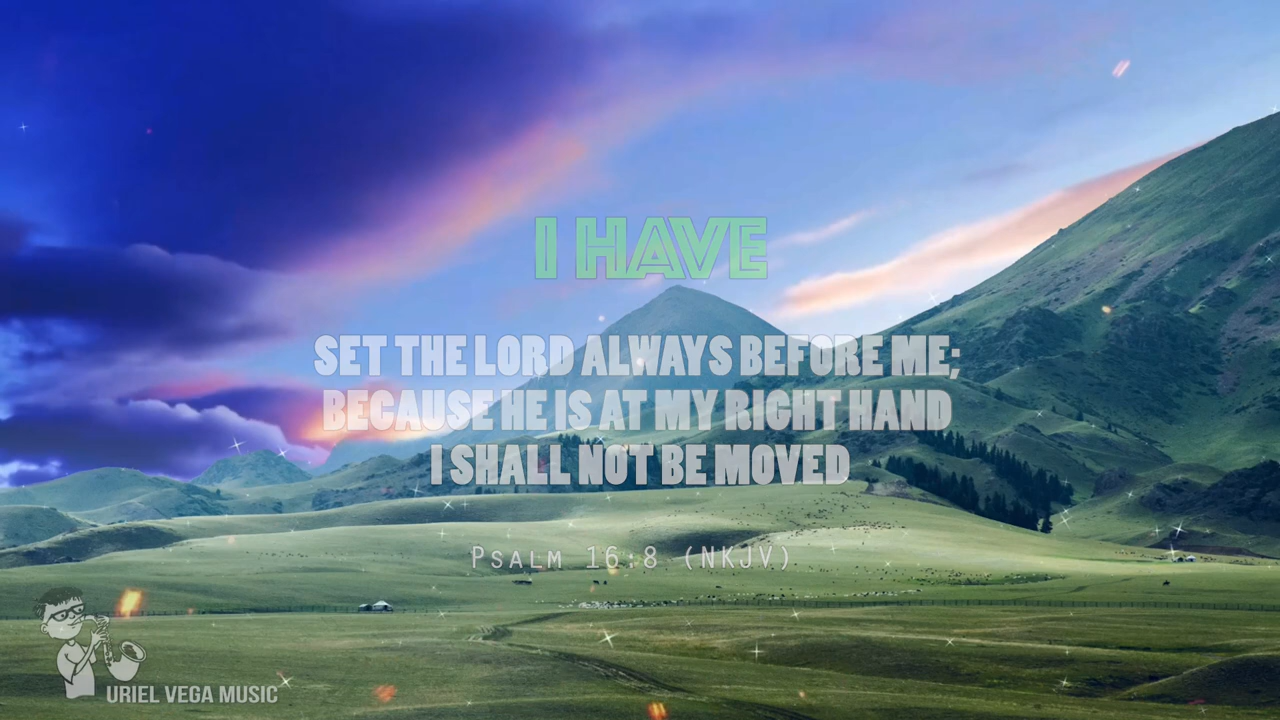 I HAVE
SET THE LORD ALWAYS BEFORE ME;
BECAUSE HE IS AT MY RIGHT HAND
I SHALL NOT BE MOVED
Psalm 16:8 (NKJV)
URIEL VEGA MUSIC